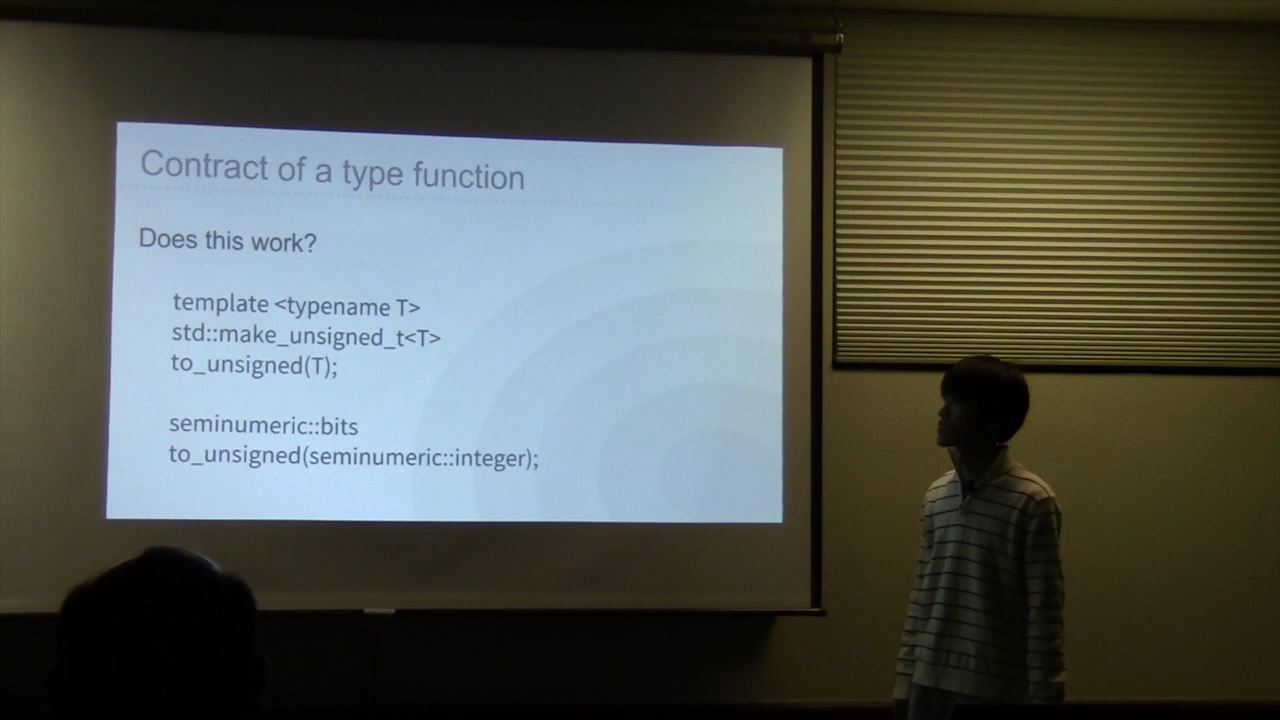 Contract of a type function
Does this work?
template <typename T>
std::make_unsigned_t<T>
to_unsigned(T);
seminumeric::bits
to_unsigned(seminumeric::integer);